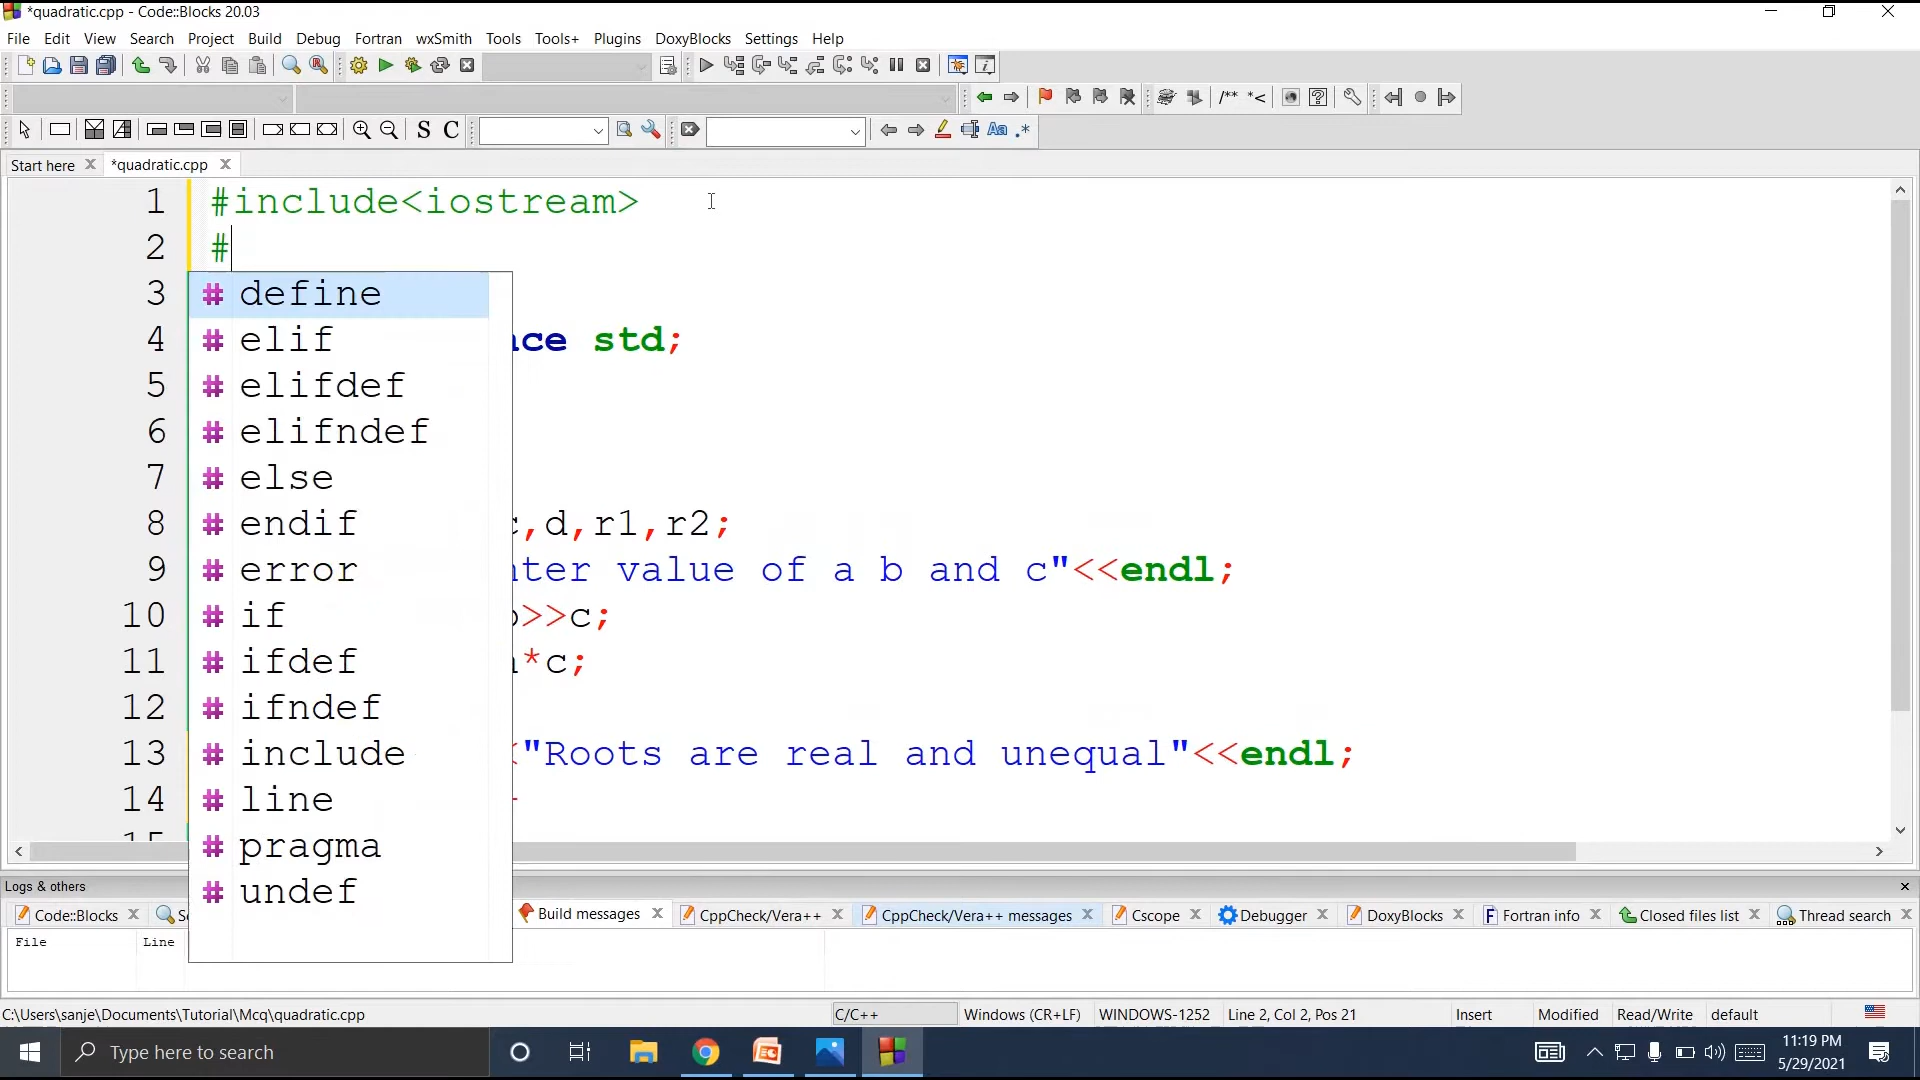 *quadratic.cpp - Code::Blocks 20.03
File Edit View Search Project Build Debug Fortran wxSmith Tools Tools+ Plugins DoxyBlocks Settings Help
/** *<
S C
Aa .*
Start here *quadratic.cpp
1 #include<iostream>
2 #
3 define
4 elif ace std;
5 elifdef
6 elifndef
7 else
8 endif ,d,r1,r2;
9 error nter value of a b and c"<<endl;
10 if >>c;
11 ifdef *c;
12 ifndef
13 include "Roots are real and unequal"<<endl;
14 line
15 pragma
undef
Logs & others
Code::Blocks Build messages CppCheck/Vera++ CppCheck/Vera++ messages Cscope Debugger DoxyBlocks Fortran info Closed files list Thread search
File Line
C:\Users\sanje\Documents\Tutorial\Mcq\quadratic.cpp C/C++ Windows (CR+LF) WINDOWS-1252 Line 2, Col 2, Pos 21 Insert Modified Read/Write default
Type here to search
11:19 PM
5/29/2021